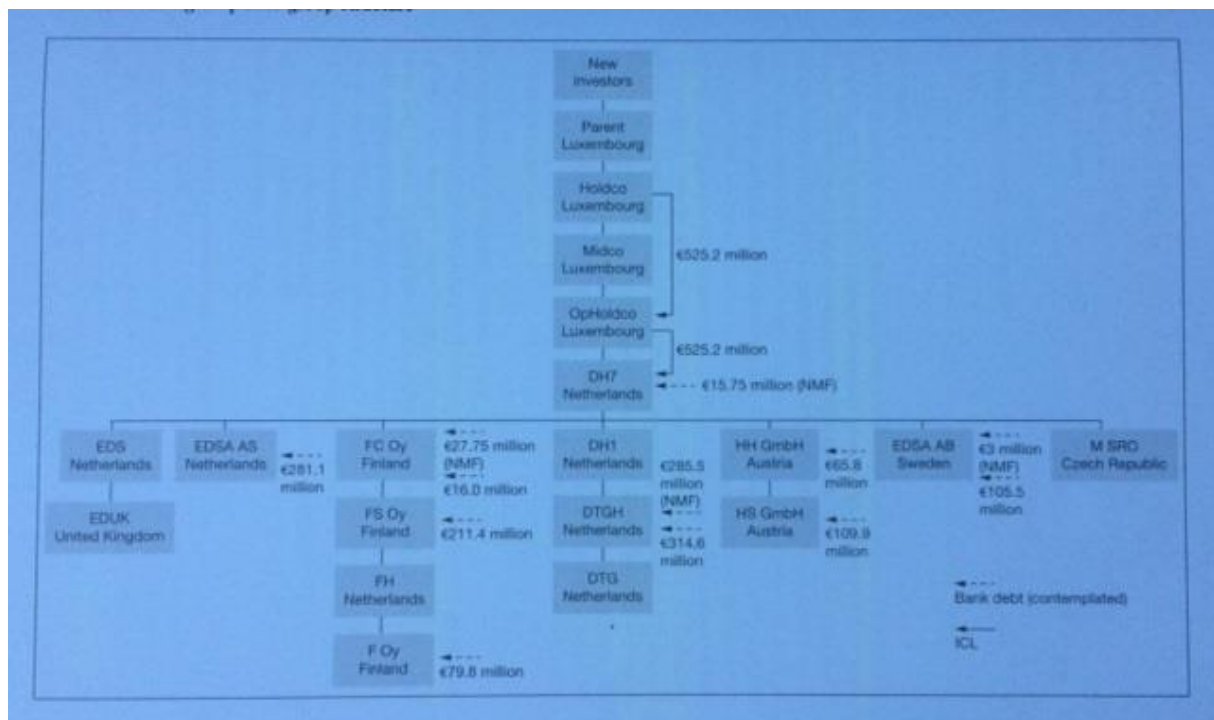 structure
New
investors
Parent
Luxembourg
Holdco
Luxembourg
Midco
Luxembourg
€525.2 million
OpHoldco
Luxembourg
€525.2 million
DH7
Netherlands
€15.75 million (NMF)
EDS
Netherlands
EDSA AS
Netherlands
€281.1
million
FC Oy
Finland
€27.75 million
(NMF)
€16.0 million
DH1
Netherlands
€285.5
million
(NMF)
HH GmbH
Austria
€65.8
million
EDSA AB
Sweden
€3 million
(NMF)
€105.5
million
M SRO
Czech Republic
EDUK
United Kingdom
FS Oy
Finland
€211.4 million
DTGH
Netherlands
€314.6
million
HS GmbH
Austria
€109.9
million
FH
Netherlands
DTG
Netherlands
F Oy
Finland
€79.8 million
Bank debt (contemplated)
ICL